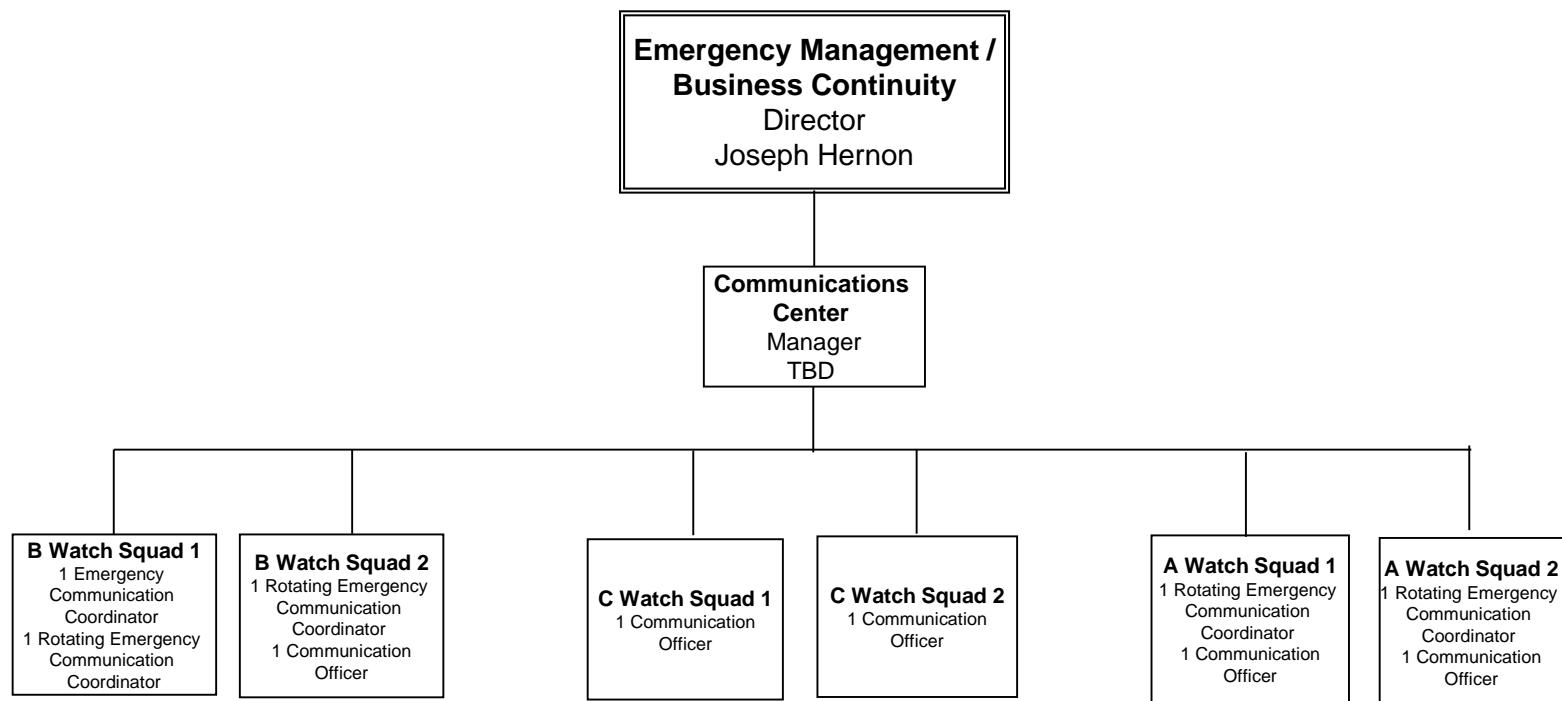 Emergency Management /
Business Continuity
Director
Joseph Hernon
Communications
Center
Manager
TBD
B Watch Squad 1
1 Emergency
Communication
Coordinator
1 Rotating Emergency
Communication
Coordinator
B Watch Squad 2
1 Rotating Emergency
Communication
Coordinator
1 Communication
Officer
C Watch Squad 1
1 Communication
Officer
C Watch Squad 2
1 Communication
Officer
A Watch Squad 1
1 Rotating Emergency
Communication
Coordinator
1 Communication
Officer
A Watch Squad 2
1 Rotating Emergency
Communication
Coordinator
1 Communication
Officer